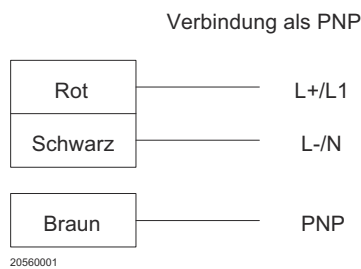 Verbindung als PNP
Rot L+/L1
Schwarz L-/N
Braun PNP
20560001